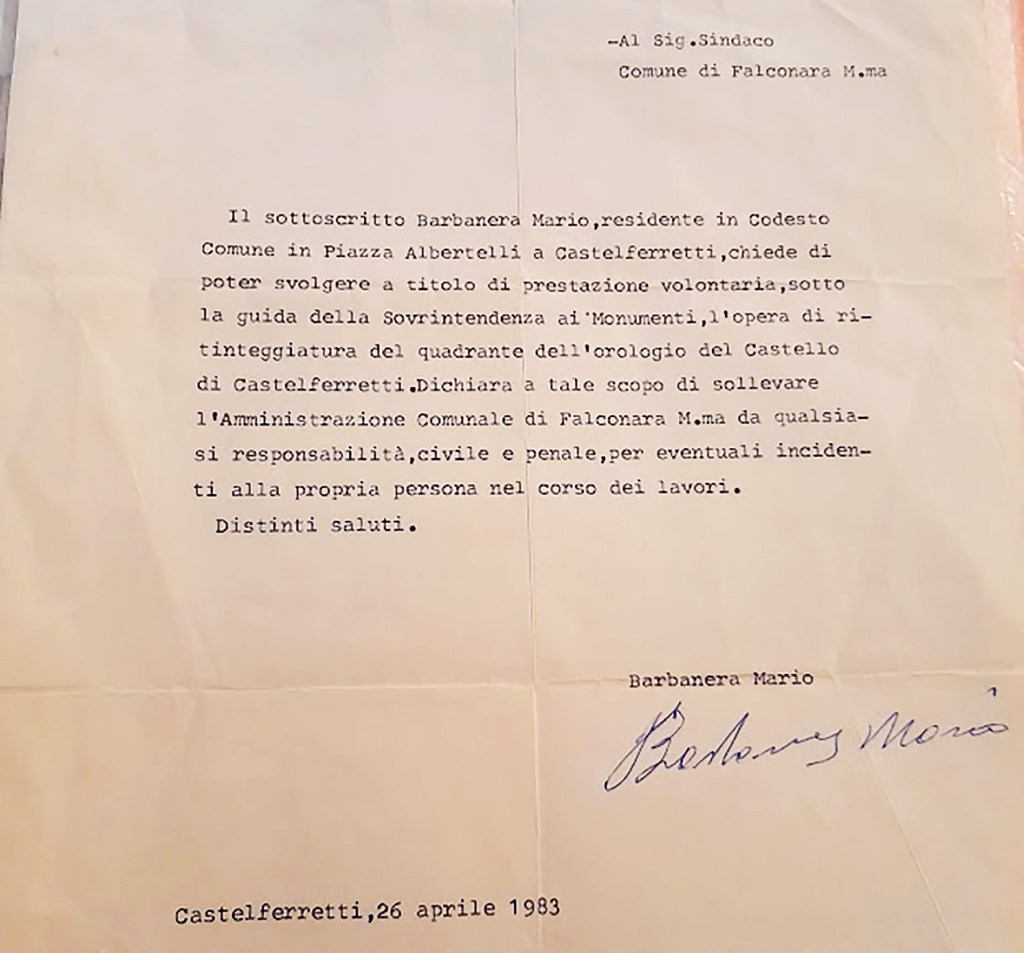 -Al Sig.Sindaco
Comune di Falconara M.ma
Il sottoscritto Barbanera Mario,residente in Codesto
Comune in Piazza Albertelli a Castelferretti,chiede di
poter svolgere a titolo di prestazione volontaria,sotto
la guida della Sovrintendenza ai Monumenti,l'opera di ri-
tinteggiatura del quadrante dell'orologio del Castello
di Castelferretti.Dichiara a tale scopo di sollevare
l'Amministrazione Comunale di Falconara M.ma da qualsia-
si responsabilità,civile e penale,per eventuali inciden-
ti alla propria persona nel corso dei lavori.
Distinti saluti.
Barbanera Mario
Barbanera Mario
Castelferretti,26 aprile 1983